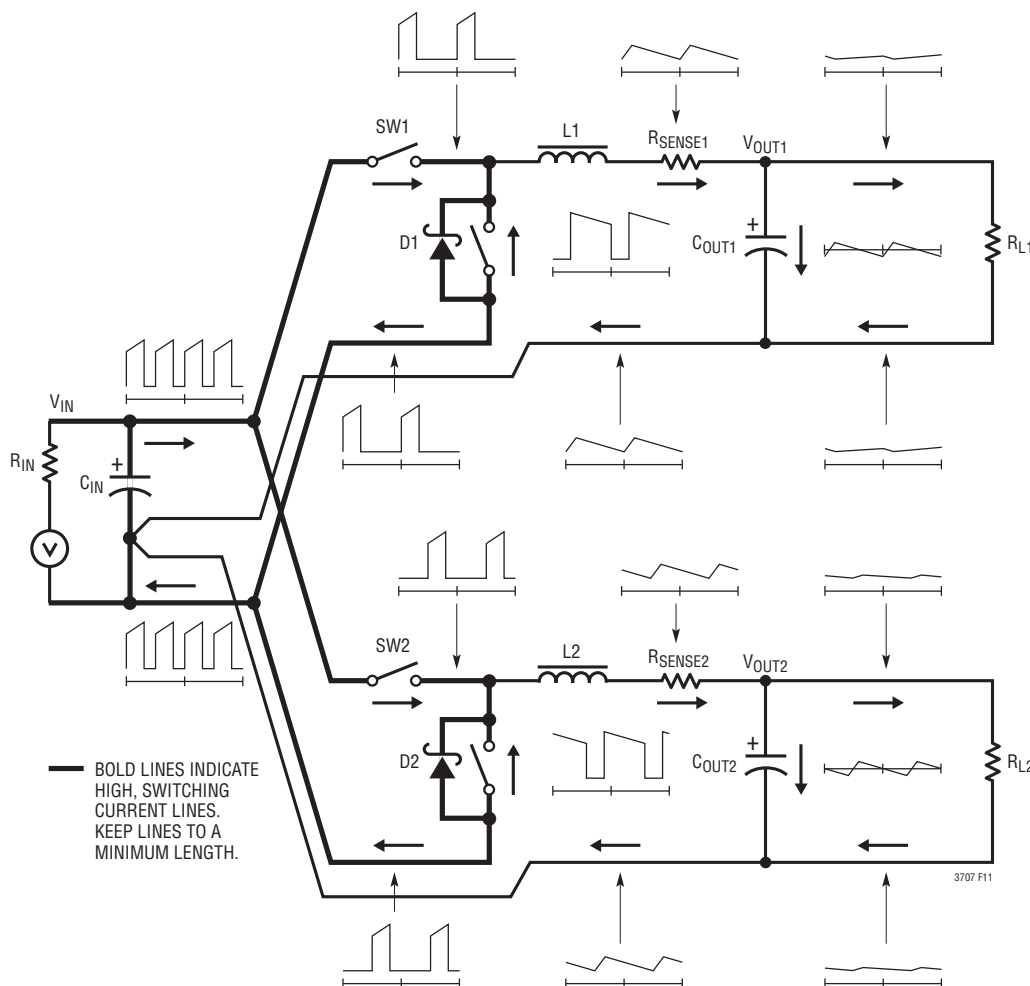 SW1
L1
RSENSE1
VOUT1
D1
+
COUT1
RL1
VIN
RIN
+
CIN
V
SW2
L2
RSENSE2
VOUT2
D2
+
COUT2
RL2
BOLD LINES INDICATE
HIGH, SWITCHING
CURRENT LINES.
KEEP LINES TO A
MINIMUM LENGTH.
3707 F11